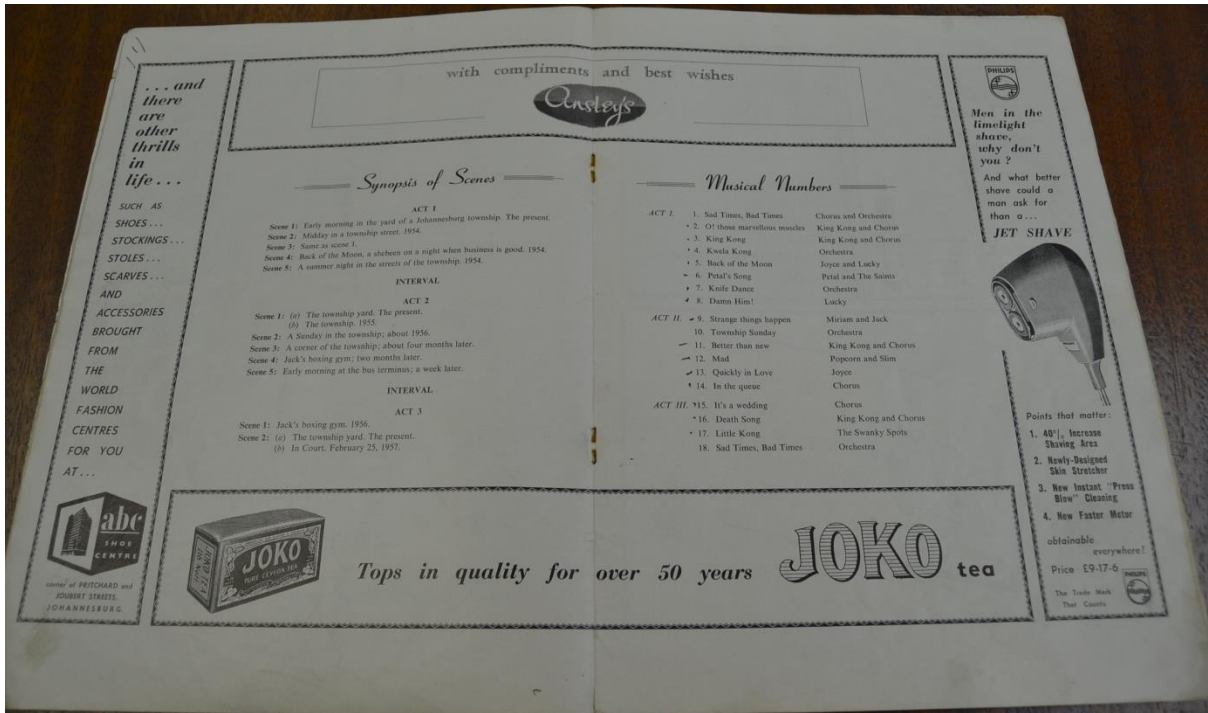 with compliments and best wishes
Ansley's
. . . and
there
are
other
thrills
in
life . . .
SUCH AS
SHOES . . .
STOCKINGS . . .
STOLES . . .
SCARVES . . .
AND
ACCESSORIES
BROUGHT
FROM
THE
WORLD
FASHION
CENTRES
FOR YOU
AT . . .
abc
SHOE
CENTRE
corner of PRITCHARD and
JOUBERT STREETS,
JOHANNESBURG.
Synopsis of Scenes
ACT 1
Scene 1: Early morning in the yard of a Johannesburg township. The present.
Scene 2: Midday in a township street. 1954.
Scene 3: Same as scene 1.
Scene 4: Back of the Moon, a shebeen on a night when business is good. 1954.
Scene 5: A summer night in the streets of the township. 1954.
INTERVAL
ACT 2
Scene 1: (a) The township yard. The present.
(b) The township. 1955.
Scene 2: A Sunday in the township; about 1956.
Scene 3: A corner of the township; about four months later.
Scene 4: Jack's boxing gym; two months later.
Scene 5: Early morning at the bus terminus; a week later.
INTERVAL
ACT 3
Scene 1: Jack's boxing gym. 1956.
Scene 2: (a) The township yard. The present.
(b) In Court. February 25, 1957.
Musical Numbers
ACT I. 1. Sad Times, Bad Times Chorus and Orchestra
2. O! those marvellous muscles King Kong and Chorus
3. King Kong King Kong and Chorus
4. Kwela Kong Orchestra
5. Back of the Moon Joyce and Lucky
6. Petal's Song Petal and The Saints
7. Knife Dance Orchestra
8. Damn Him! Lucky
ACT II. 9. Strange things happen Miriam and Jack
10. Township Sunday Orchestra
11. Better than new King Kong and Chorus
12. Mad Popcorn and Slim
13. Quickly in Love Joyce
14. In the queue Chorus
ACT III. 15. It's a wedding Chorus
16. Death Song King Kong and Chorus
17. Little Kong The Swanky Spots
18. Sad Times, Bad Times Orchestra
PHILIPS
Men in the
limelight
shave,
why don't
you ?
And what better
shave could a
man ask for
than a . . .
JET SHAVE
Points that matter:
1. 40% Increase
Shaving Area
2. Newly-Designed
Skin Stretcher
3. New Instant "Press
Blow" Cleaning
4. New Faster Motor
obtainable
everywhere!
Price £9-17-6
The Trade Mark
That Counts
PHILIPS
JOKO
PURE CEYLON TEA
Tops in quality for over 50 years
JOKO tea